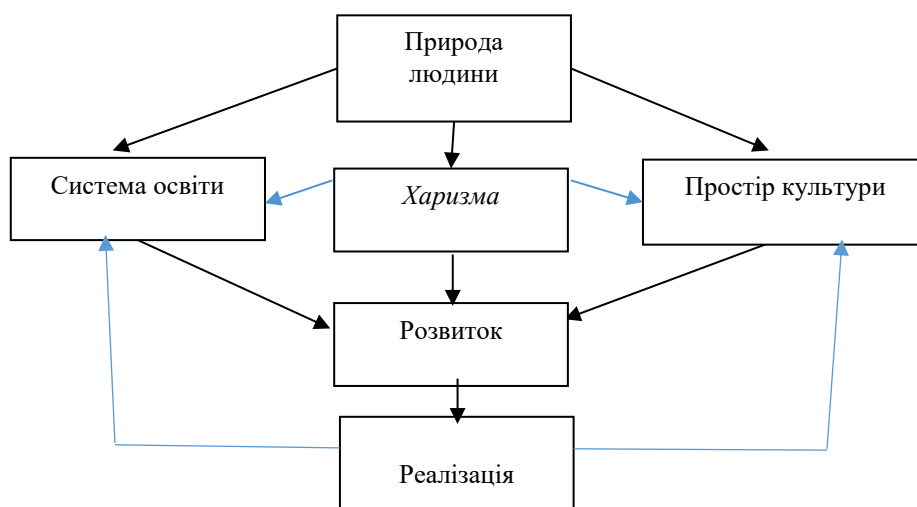 Природа
людини
Система освіти
Харизма
Простір культури
Розвиток
Реалізація